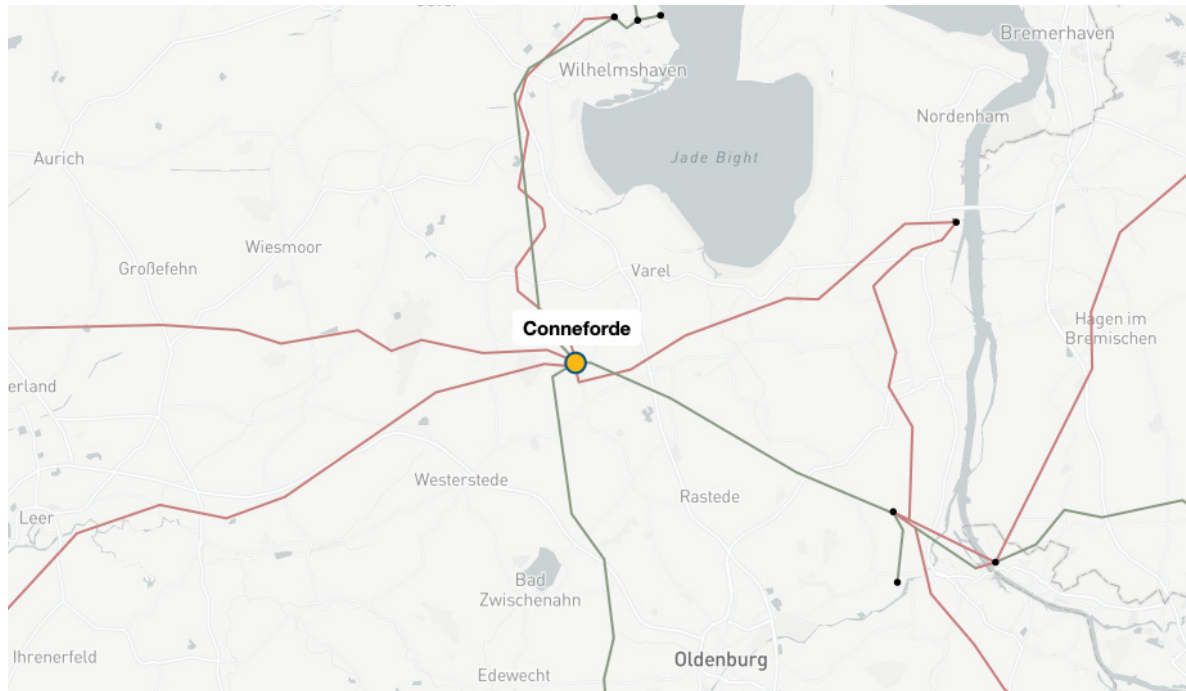 Bremerhaven
Wilhelmshaven
Nordenham
Aurich
Jade Bight
Wiesmoor
Großefehn
Varel
Conneforde
Hagen im
Bremischen
erland
Westerstede
Rastede
Leer
Bad
Zwischenahn
Ihrenerfeld
Oldenburg
Edewecht